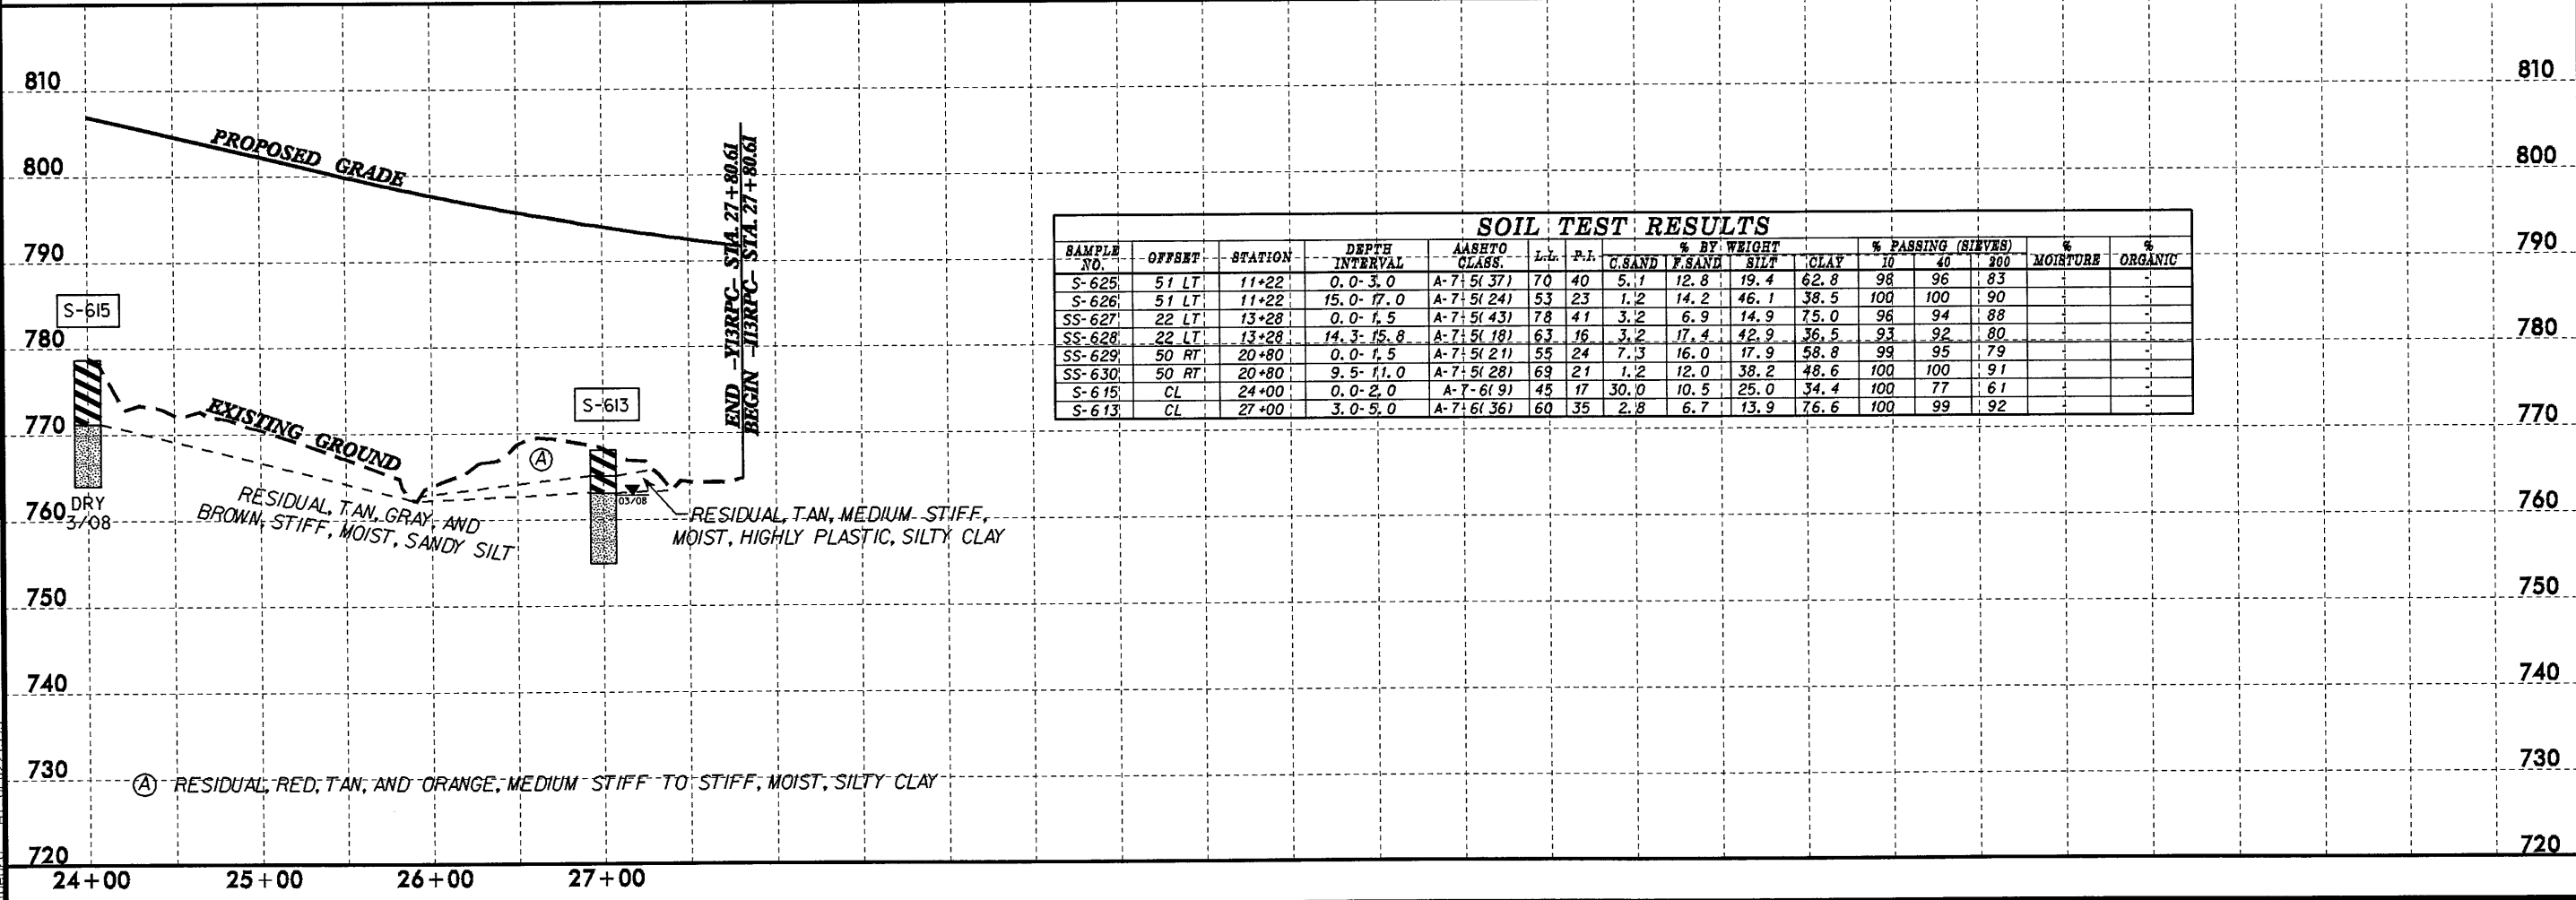 810 810
PROPOSED GRADE
800 800
END -Y13RPC- STA. 27+80.61
BEGIN -Y13RPC- STA. 27+80.61
790 790
SOIL TEST RESULTS
SAMPLE NO. OFFSET STATION DEPTH INTERVAL AASHTO CLASS. L.L. P.I. % BY WEIGHT C.SAND F.SAND SILT CLAY % PASSING (SIEVES) 10 40 200 % MOISTURE % ORGANIC
S-625 51 LT 11+22 0.0-3.0 A-7-5(37) 70 40 5.1 12.8 19.4 62.8 98 96 83 - -
S-626 51 LT 11+22 15.0-17.0 A-7-5(24) 53 23 1.2 14.2 46.1 38.5 100 100 90 - -
SS-627 22 LT 13+28 0.0-1.5 A-7-5(43) 78 41 3.2 6.9 14.9 75.0 96 94 88 - -
SS-628 22 LT 13+28 14.3-15.8 A-7-5(18) 63 16 3.2 17.4 42.9 36.5 93 92 80 - -
SS-629 50 RT 20+80 0.0-1.5 A-7-5(21) 55 24 7.3 16.0 17.9 58.8 99 95 79 - -
SS-630 50 RT 20+80 9.5-11.0 A-7-5(28) 69 21 1.2 12.0 38.2 48.6 100 100 91 - -
S-615 CL 24+00 0.0-2.0 A-7-6(9) 45 17 30.0 10.5 25.0 34.4 100 77 61 - -
S-613 CL 27+00 3.0-5.0 A-7-6(36) 60 35 2.8 6.7 13.9 76.6 100 99 92 - -
S-615
780 780
S-613
EXISTING GROUND
770 770
A
DRY
3/08
03/08
760 760
RESIDUAL, TAN, GRAY, AND
BROWN, STIFF, MOIST, SANDY SILT
RESIDUAL, TAN, MEDIUM STIFF,
MOIST, HIGHLY PLASTIC, SILTY CLAY
750 750
740 740
730 730
A RESIDUAL, RED, TAN, AND ORANGE, MEDIUM STIFF TO STIFF, MOIST, SILTY CLAY
720 720
24+00 25+00 26+00 27+00